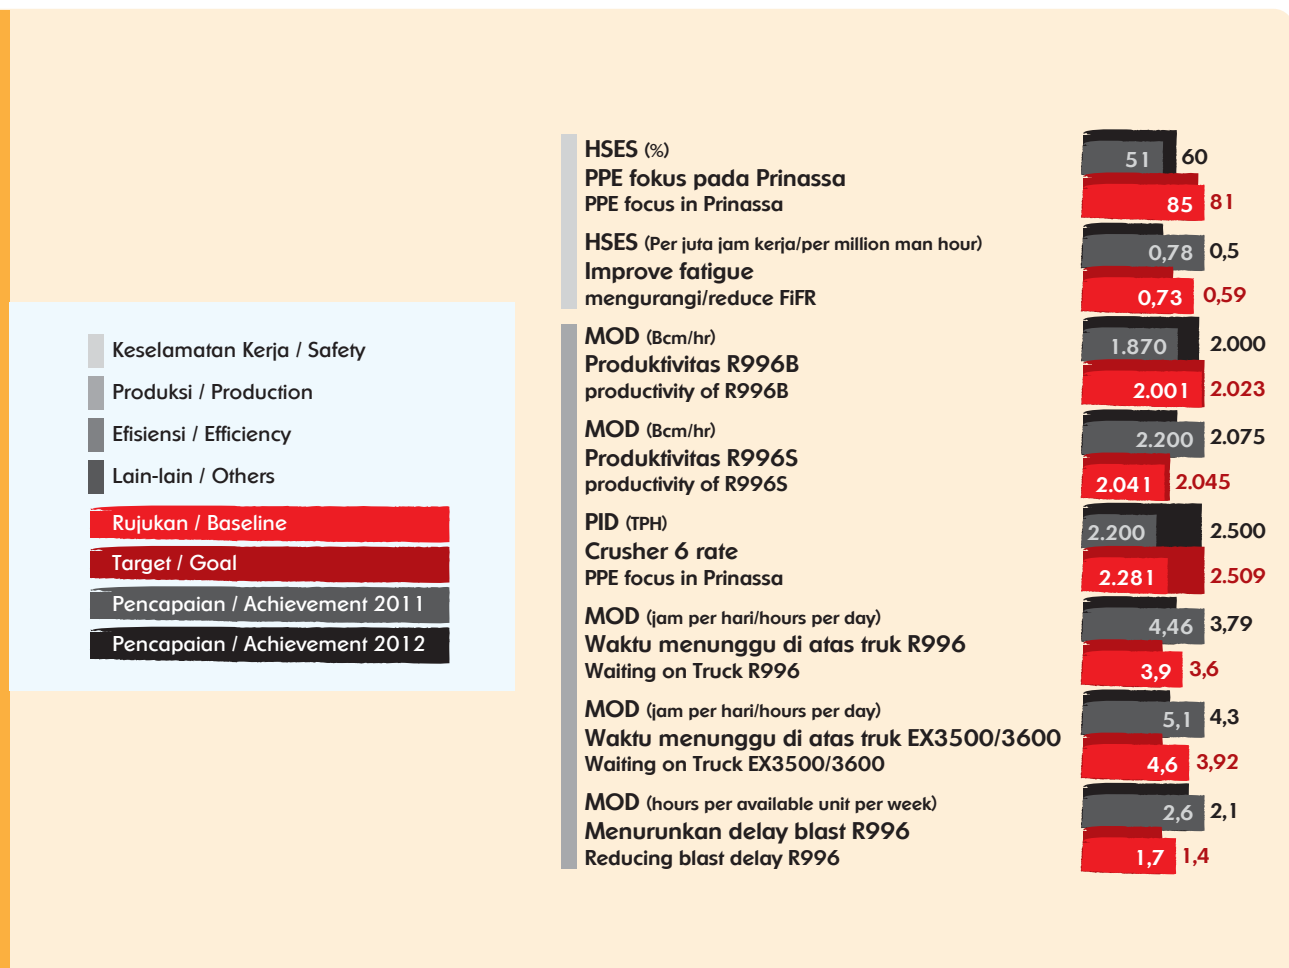 Keselamatan Kerja / Safety
Produksi / Production
Efisiensi / Efficiency
Lain-lain / Others
Rujukan / Baseline
Target / Goal
Pencapaian / Achievement 2011
Pencapaian / Achievement 2012
HSES (%)
PPE fokus pada Prinassa
PPE focus in Prinassa
51 60
85 81
HSES (Per juta jam kerja/per million man hour)
Improve fatigue
mengurangi/reduce FiFR
0,78 0,5
0,73 0,59
MOD (Bcm/hr)
Produktivitas R996B
productivity of R996B
1.870 2.000
2.001 2.023
MOD (Bcm/hr)
Produktivitas R996S
productivity of R996S
2.200 2.075
2.041 2.045
PID (TPH)
Crusher 6 rate
PPE focus in Prinassa
2.200 2.500
2.281 2.509
MOD (jam per hari/hours per day)
Waktu menunggu di atas truk R996
Waiting on Truck R996
4,46 3,79
3,9 3,6
MOD (jam per hari/hours per day)
Waktu menunggu di atas truk EX3500/3600
Waiting on Truck EX3500/3600
5,1 4,3
4,6 3,92
MOD (hours per available unit per week)
Menurunkan delay blast R996
Reducing blast delay R996
2,6 2,1
1,7 1,4